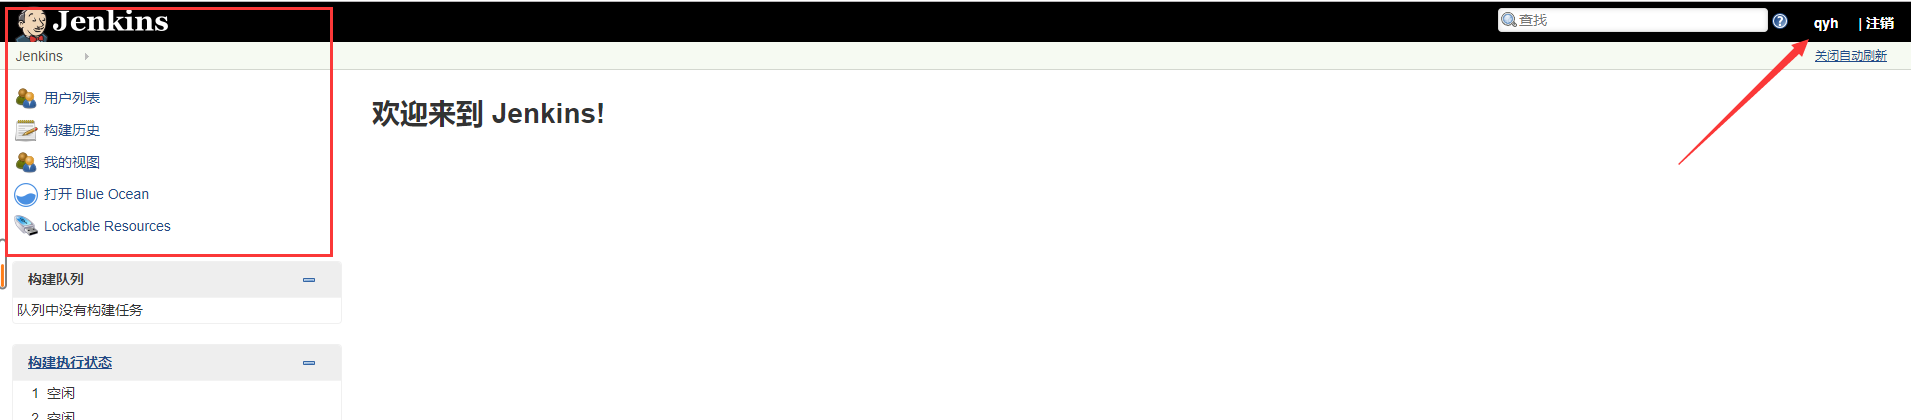 Jenkins
查找
qyh
| 注销
Jenkins
关闭自动刷新
用户列表
构建历史
我的视图
打开 Blue Ocean
Lockable Resources
欢迎来到 Jenkins!
构建队列
队列中没有构建任务
构建执行状态
1 空闲
2 空闲